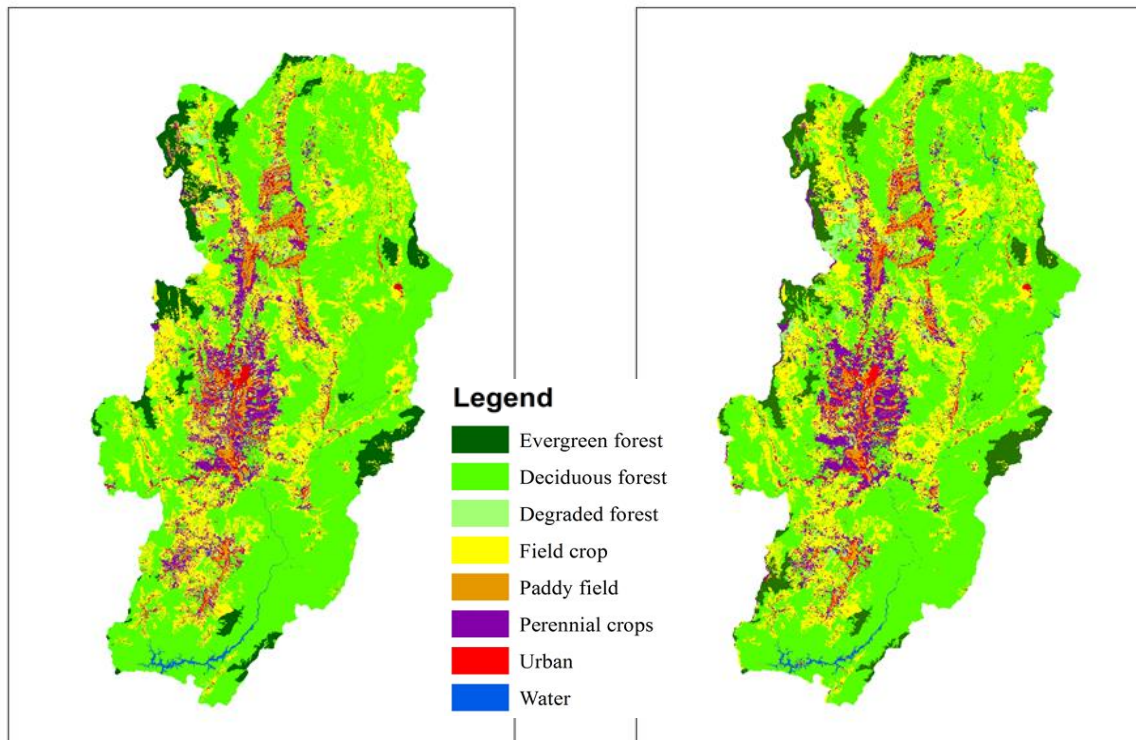 Legend
Evergreen forest
Deciduous forest
Degraded forest
Field crop
Paddy field
Perennial crops
Urban
Water